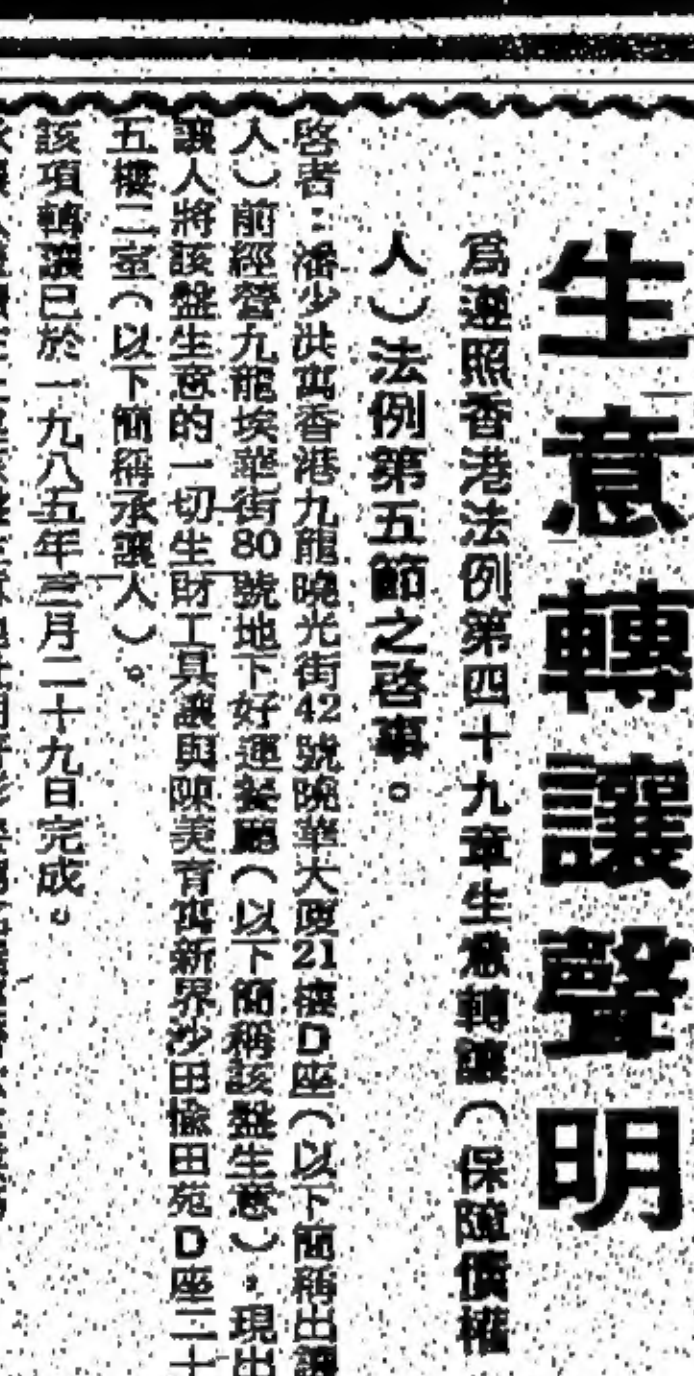 生意轉讓聲明
為遵照香港法例第四十九章生意轉讓（保障債權
人）法例第五節之啓事。
啓者：潘少洪寓香港九龍曉光街42號曉華大廈21樓D座（以下簡稱出讓
人）前經營九龍埃華街80號地下好運餐廳（以下簡稱該盤生意）。現出
讓人將該盤生意的一切生財工具讓與陳美育寓新界沙田愉田苑D座二十
五樓二室（以下簡稱承讓人）。
該項轉讓已於一九八五年三月二十九日完成。